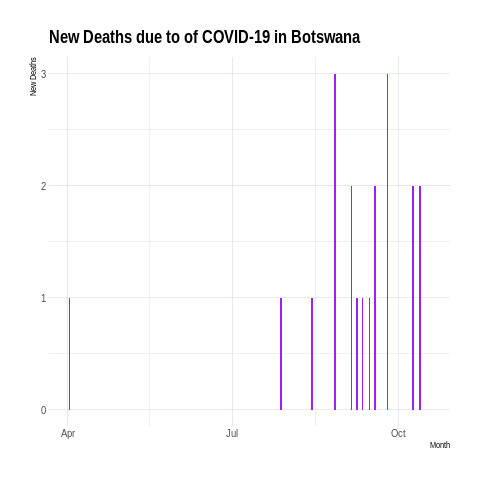 New Deaths due to of COVID-19 in Botswana
New Deaths
3
2
1
0
Apr
Jul
Oct
Month